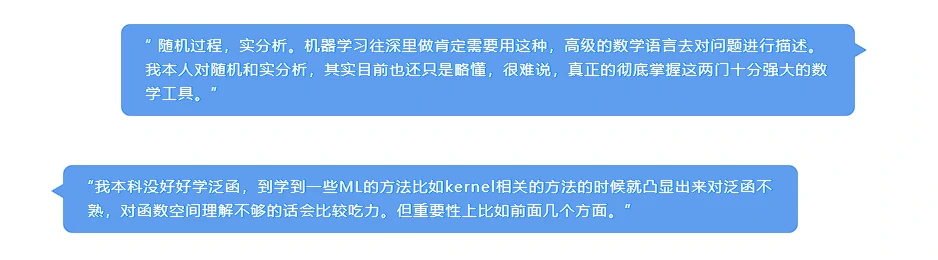 “随机过程，实分析。机器学习往深里做肯定需要用这种，高级的数学语言去对问题进行描述。
我本人对随机和实分析，其实目前也还只是略懂，很难说，真正的彻底掌握这两门十分强大的数
学工具。”
“我本科没好好学泛函，到学到一些ML的方法比如kernel相关的方法的时候就凸显出来对泛函不
熟，对函数空间理解不够的话会比较吃力。但重要性上比如前面几个方面。”